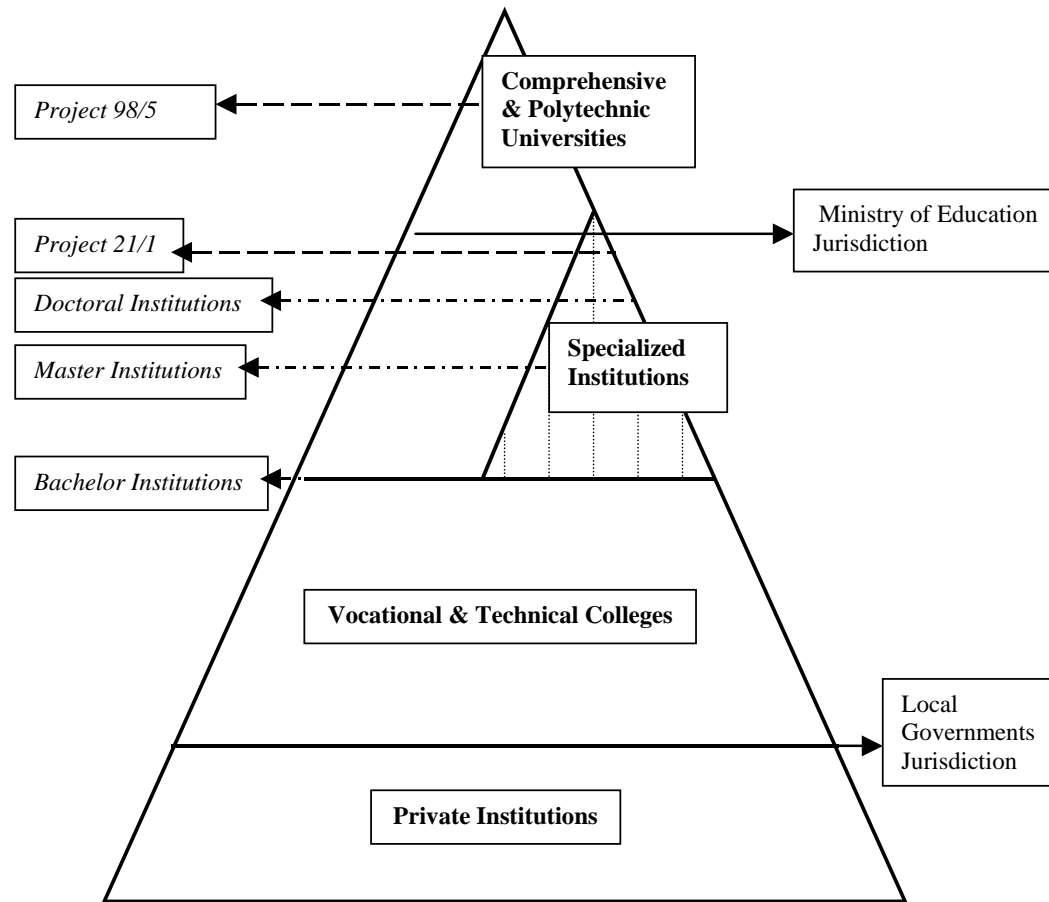 Comprehensive
& Polytechnic
Universities
Project 98/5
Ministry of Education
Jurisdiction
Project 21/1
Doctoral Institutions
Specialized
Institutions
Master Institutions
Bachelor Institutions
Vocational & Technical Colleges
Local
Governments
Jurisdiction
Private Institutions